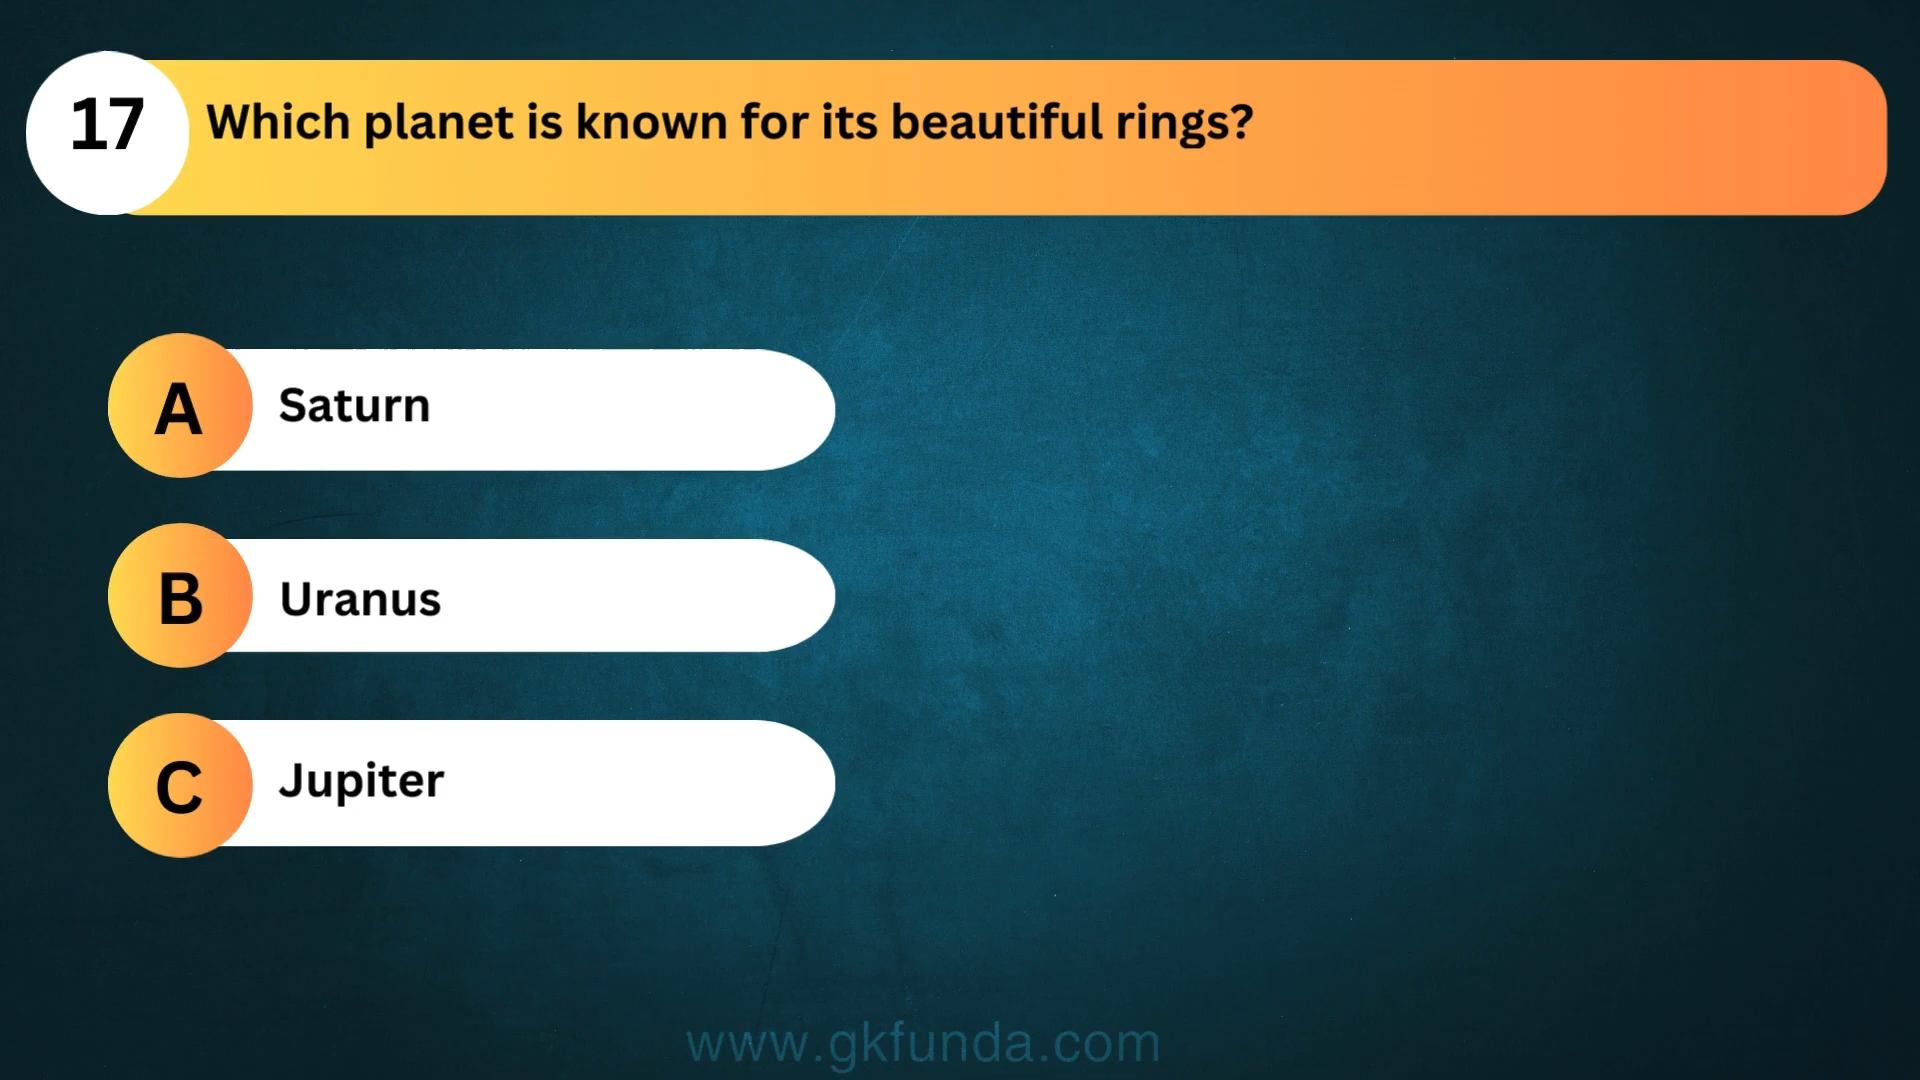 17
Which planet is known for its beautiful rings?
A
Saturn
B
Uranus
C
Jupiter
www.gkfunda.com